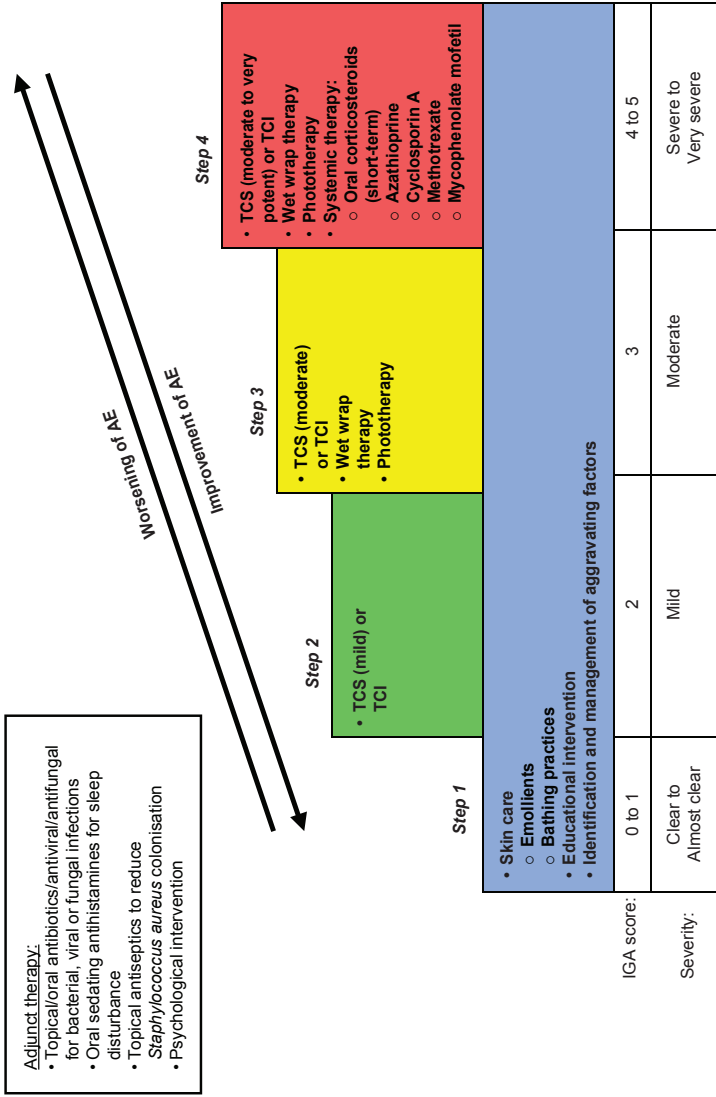 Adjunct therapy:
• Topical/oral antibiotics/antiviral/antifungal
for bacterial, viral or fungal infections
• Oral sedating antihistamines for sleep
disturbance
• Topical antiseptics to reduce
Staphylococcus aureus colonisation
• Psychological intervention
Worsening of AE
Improvement of AE
Step 1
• Skin care
○ Emollients
○ Bathing practices
• Educational intervention
• Identification and management of aggravating factors
Step 2
• TCS (mild) or
TCI
Step 3
• TCS (moderate)
or TCI
• Wet wrap
therapy
• Phototherapy
Step 4
• TCS (moderate to very
potent) or TCI
• Wet wrap therapy
• Phototherapy
• Systemic therapy:
○ Oral corticosteroids
(short-term)
○ Azathioprine
○ Cyclosporin A
○ Methotrexate
○ Mycophenolate mofetil
IGA score: 0 to 1 2 3 4 to 5
Severity: Clear to Mild Moderate Severe to
Almost clear Very severe